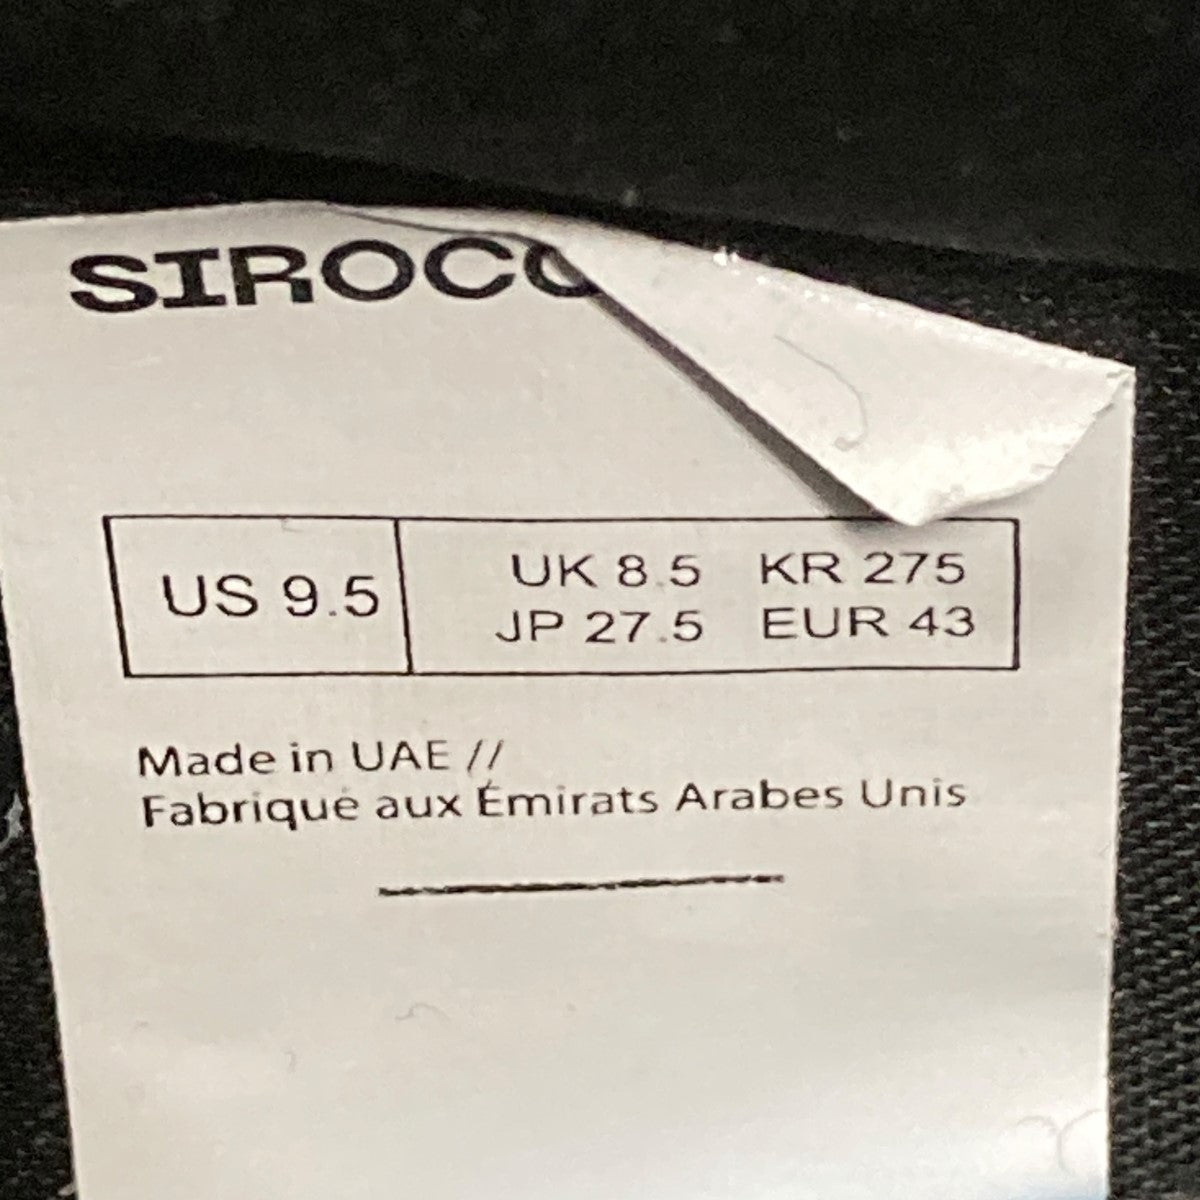 SIROCC
US 9.5
UK 8.5 KR 275
JP 27.5 EUR 43
Made in UAE //
Fabriqué aux Émirats Arabes Unis